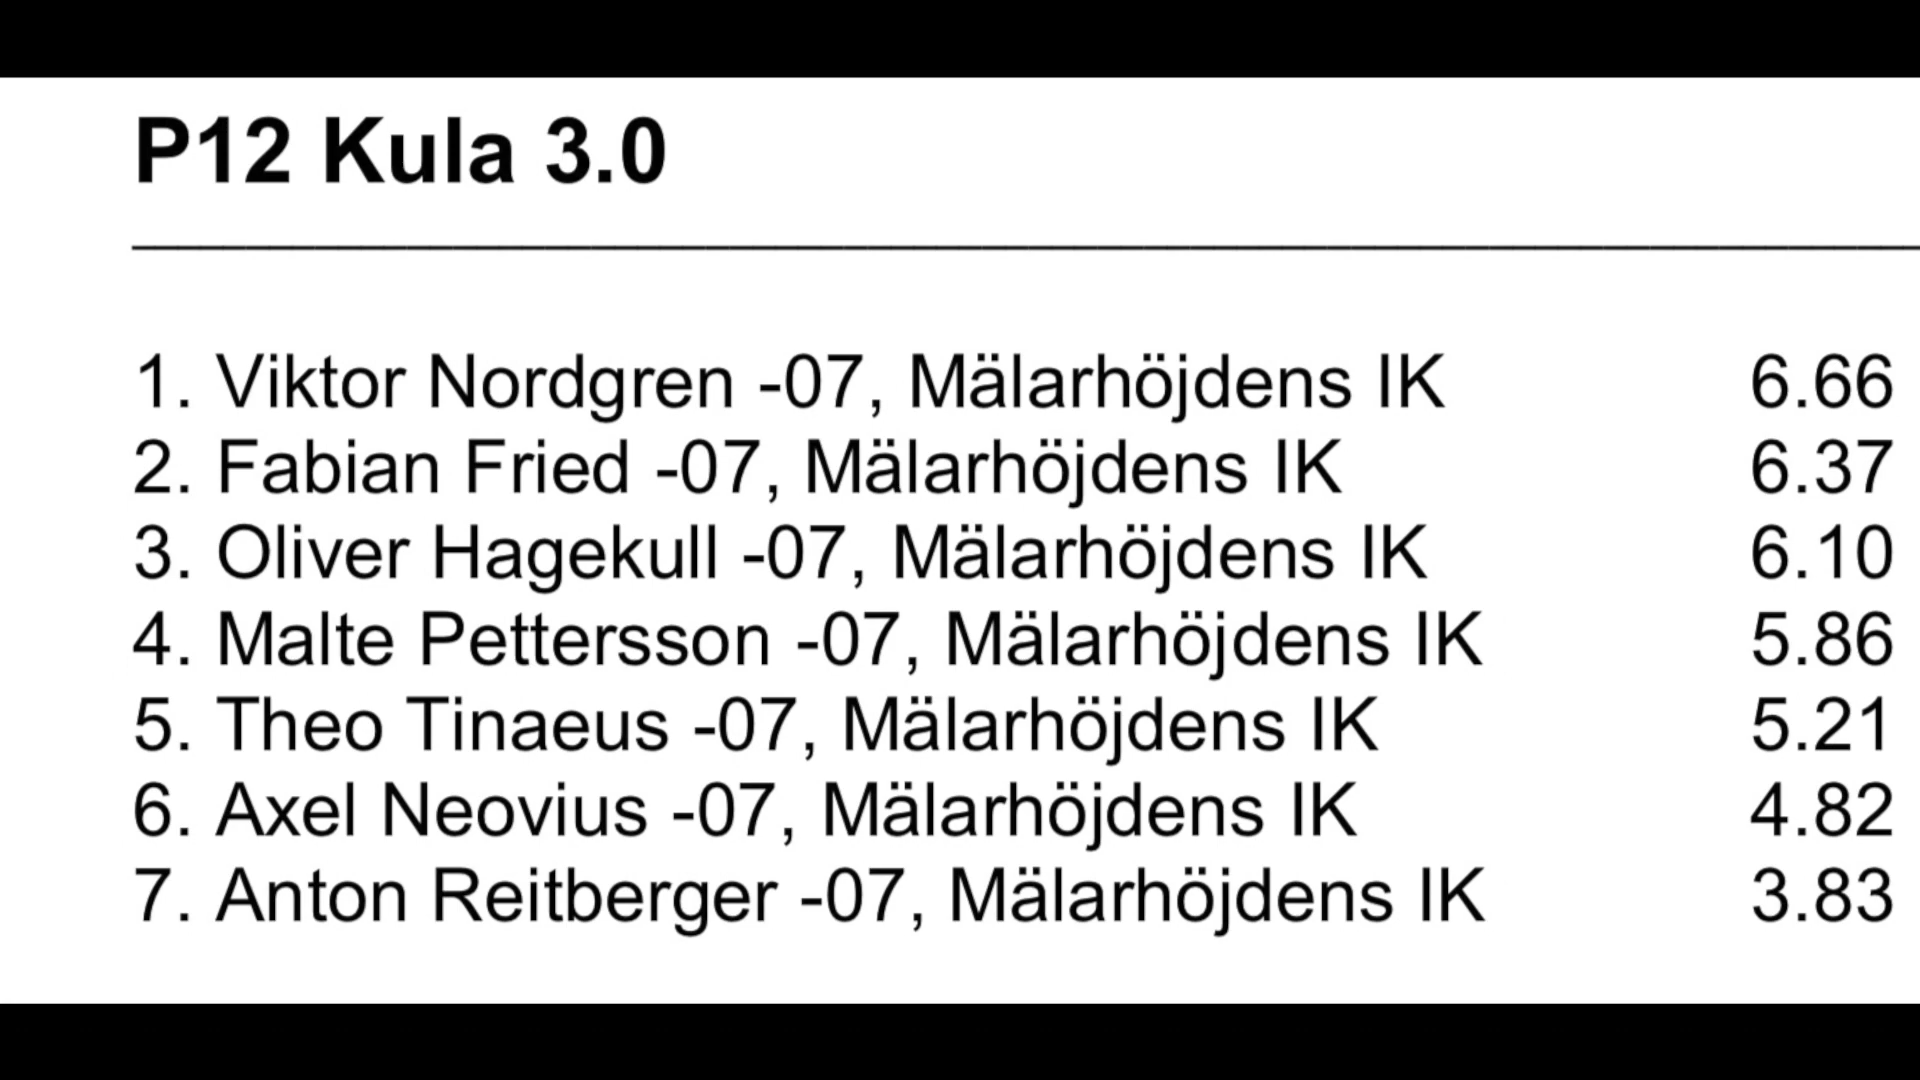 P12 Kula 3.0
1. Viktor Nordgren -07, Mälarhöjdens IK 6.66
2. Fabian Fried -07, Mälarhöjdens IK 6.37
3. Oliver Hagekull -07, Mälarhöjdens IK 6.10
4. Malte Pettersson -07, Mälarhöjdens IK 5.86
5. Theo Tinaeus -07, Mälarhöjdens IK 5.21
6. Axel Neovius -07, Mälarhöjdens IK 4.82
7. Anton Reitberger -07, Mälarhöjdens IK 3.83